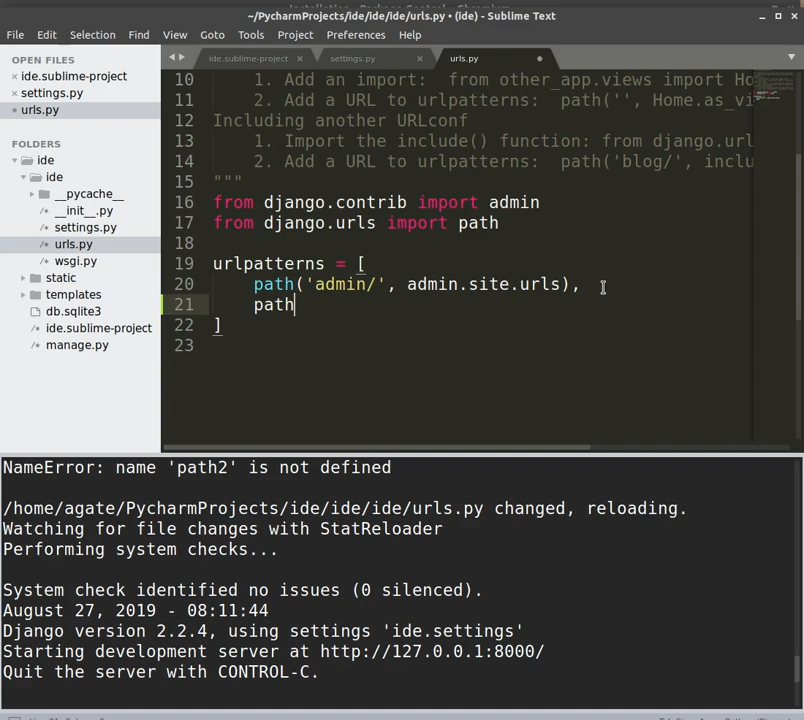 ~/PycharmProjects/ide/ide/ide/urls.py • (ide) - Sublime Text
File Edit Selection Find View Goto Tools Project Preferences Help
OPEN FILES
ide.sublime-project
settings.py
urls.py
FOLDERS
ide
ide
__pycache__
__init__.py
settings.py
urls.py
wsgi.py
static
templates
db.sqlite3
ide.sublime-project
manage.py
ide.sublime-project settings.py urls.py
10 1. Add an import: from other_app.views import Ho
11 2. Add a URL to urlpatterns: path('', Home.as_vi
12 Including another URLconf
13 1. Import the include() function: from django.url
14 2. Add a URL to urlpatterns: path('blog/', inclu
15 """
16 from django.contrib import admin
17 from django.urls import path
18
19 urlpatterns = [
20 path('admin/', admin.site.urls),
21 path
22 ]
23
NameError: name 'path2' is not defined
/home/agate/PycharmProjects/ide/ide/ide/urls.py changed, reloading.
Watching for file changes with StatReloader
Performing system checks...
System check identified no issues (0 silenced).
August 27, 2019 - 08:11:44
Django version 2.2.4, using settings 'ide.settings'
Starting development server at http://127.0.0.1:8000/
Quit the server with CONTROL-C.